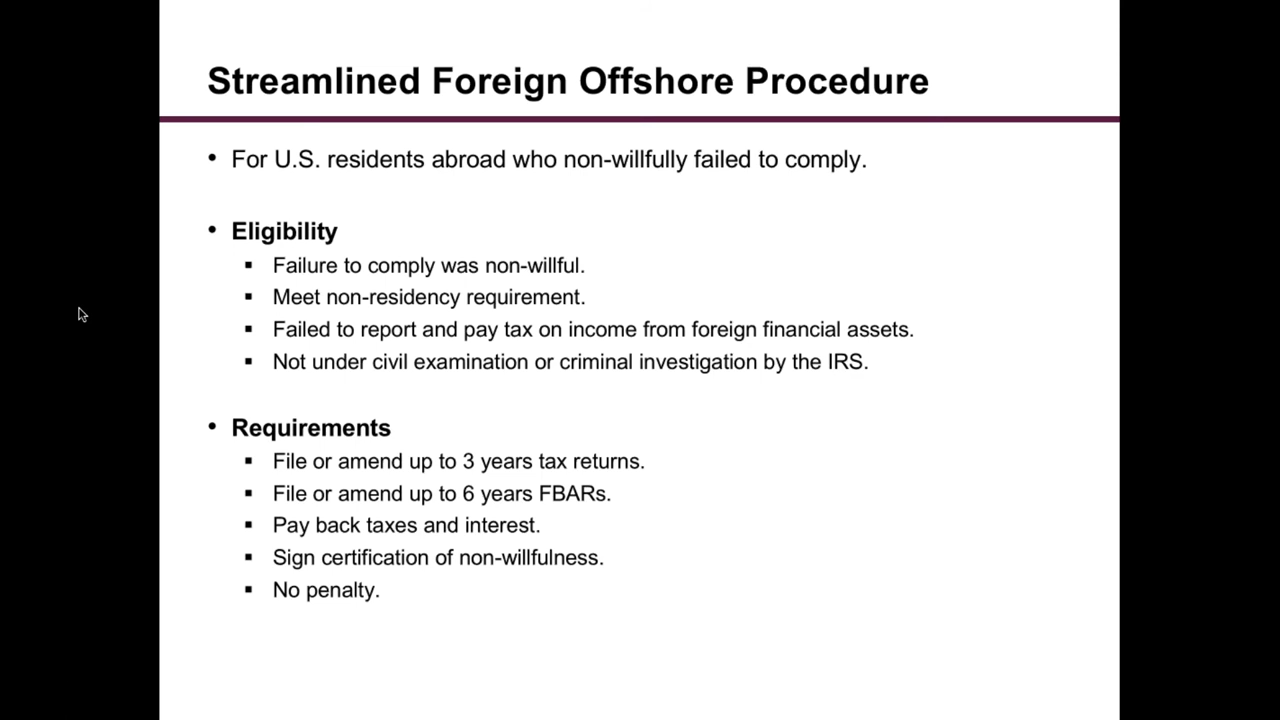 Streamlined Foreign Offshore Procedure
• For U.S. residents abroad who non-willfully failed to comply.
• Eligibility
▪ Failure to comply was non-willful.
▪ Meet non-residency requirement.
▪ Failed to report and pay tax on income from foreign financial assets.
▪ Not under civil examination or criminal investigation by the IRS.
• Requirements
▪ File or amend up to 3 years tax returns.
▪ File or amend up to 6 years FBARs.
▪ Pay back taxes and interest.
▪ Sign certification of non-willfulness.
▪ No penalty.